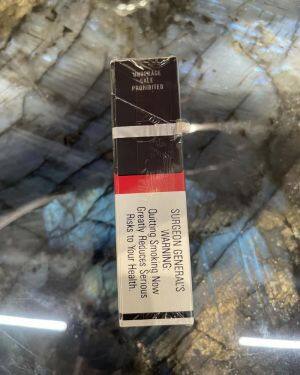 UNDERAGE
SALE
PROHIBITED
SURGEON GENERAL'S
WARNING:
Quitting Smoking Now
Greatly Reduces Serious
Risks to Your Health.